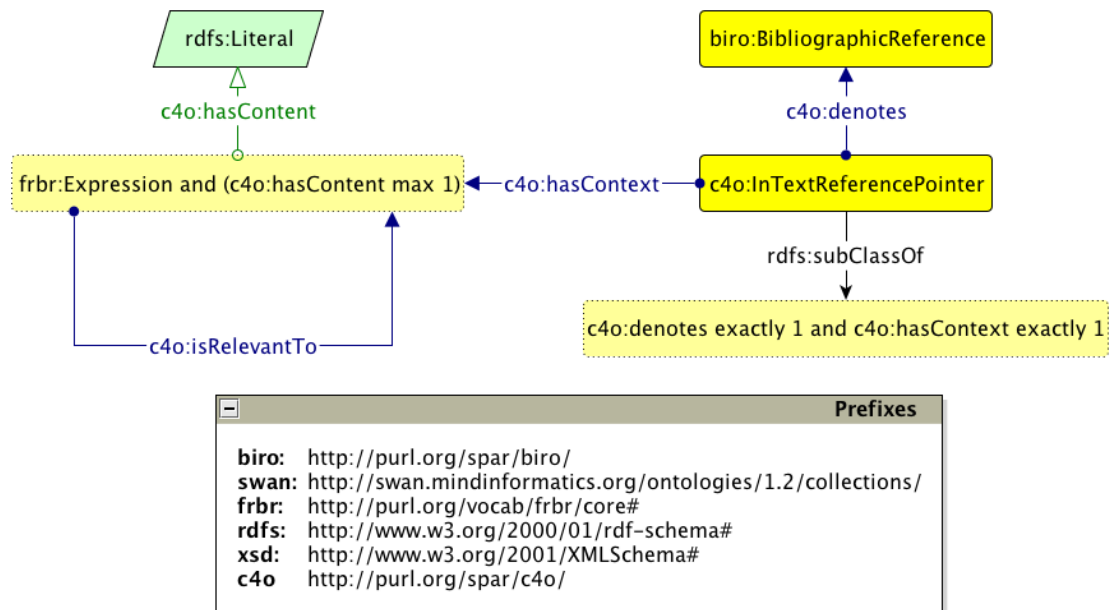 rdfs:Literal
biro:BibliographicReference
c4o:hasContent
c4o:denotes
frbr:Expression and (c4o:hasContent max 1)
c4o:hasContext
c4o:InTextReferencePointer
rdfs:subClassOf
c4o:denotes exactly 1 and c4o:hasContext exactly 1
c4o:isRelevantTo
Prefixes
biro: http://purl.org/spar/biro/
swan: http://swan.mindinformatics.org/ontologies/1.2/collections/
frbr: http://purl.org/vocab/frbr/core#
rdfs: http://www.w3.org/2000/01/rdf-schema#
xsd: http://www.w3.org/2001/XMLSchema#
c4o http://purl.org/spar/c4o/